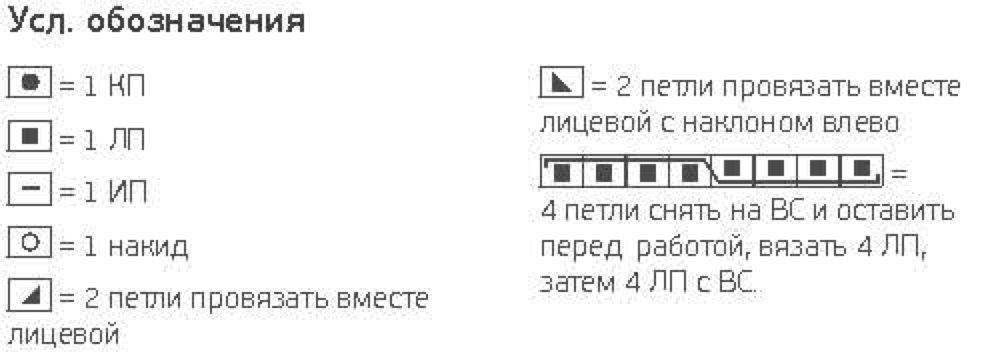 Усл. обозначения
= 1 КП
= 1 ЛП
= 1 ИП
= 1 накид
= 2 петли провязать вместе
лицевой
= 2 петли провязать вместе
лицевой с наклоном влево
=
4 петли снять на ВС и оставить
перед работой, вязать 4 ЛП,
затем 4 ЛП с ВС.